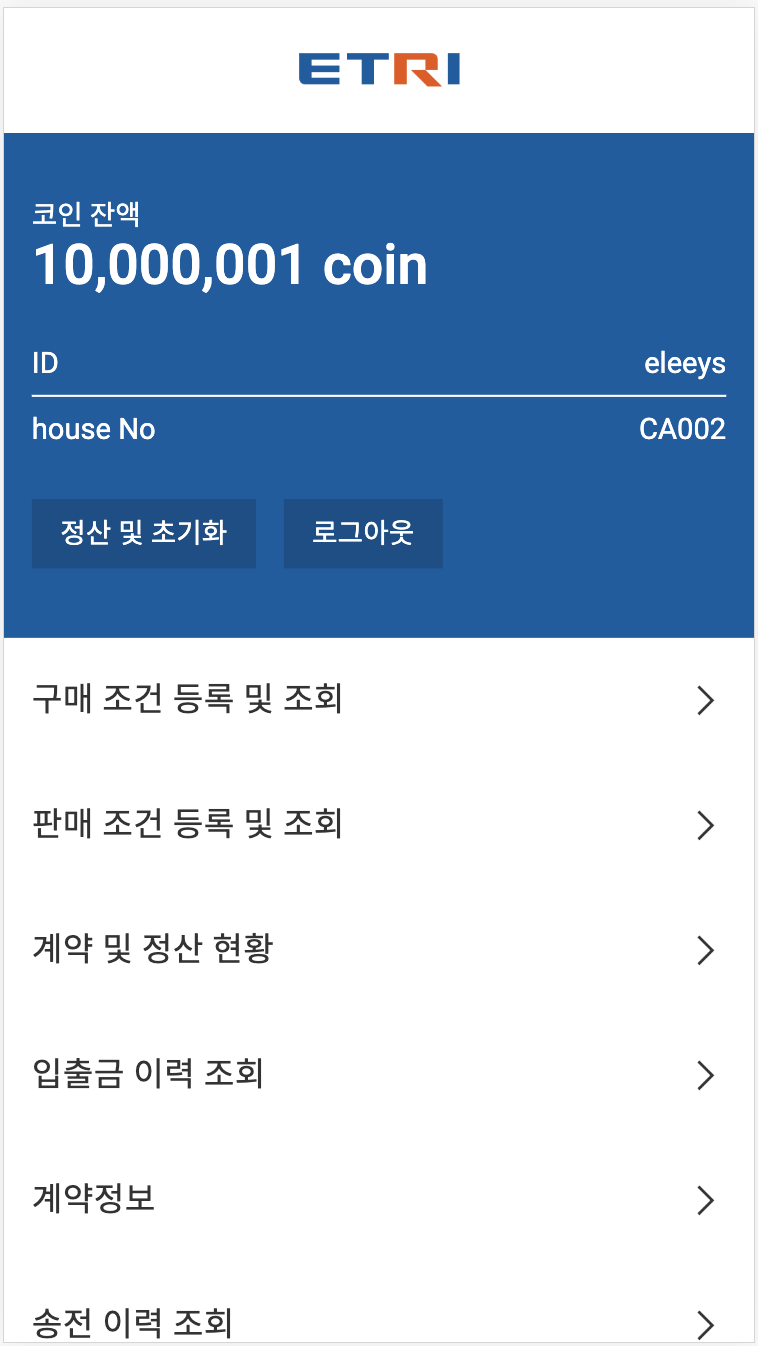 ETRI
코인 잔액
10,000,001 coin
ID eleeys
house No CA002
정산 및 초기화 로그아웃
구매 조건 등록 및 조회
판매 조건 등록 및 조회
계약 및 정산 현황
입출금 이력 조회
계약정보
송전 이력 조회